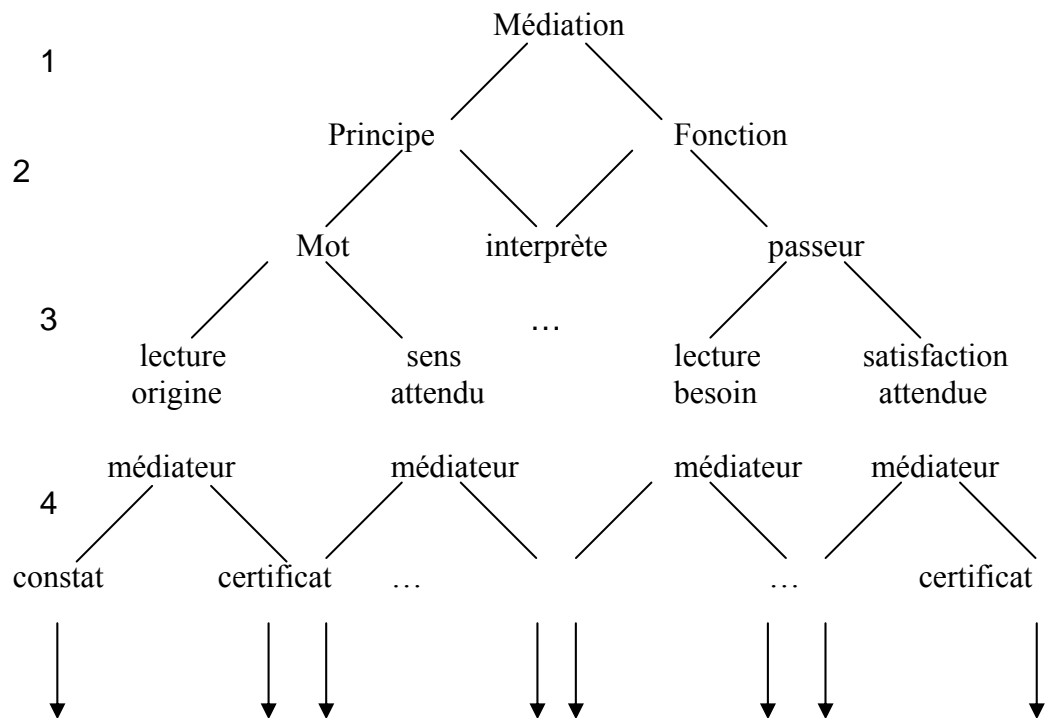 Médiation
1
Principe Fonction
2
Mot interprète passeur
3 …
lecture sens lecture satisfaction
origine attendu besoin attendue
médiateur médiateur médiateur médiateur
4
constat certificat … … certificat